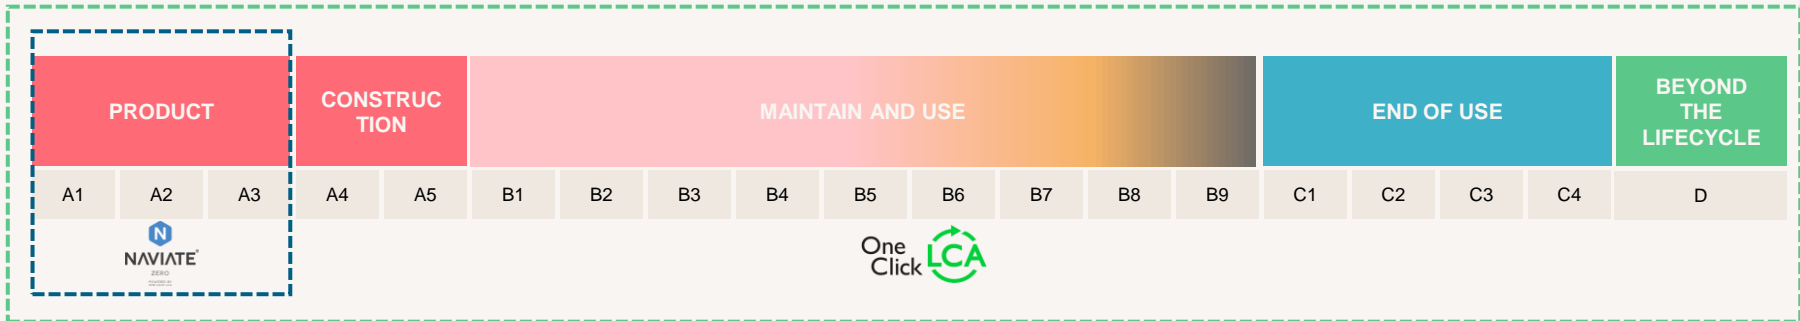 PRODUCT
CONSTRUC
TION
MAINTAIN AND USE
END OF USE
BEYOND
THE
LIFECYCLE
A1 A2 A3 A4 A5 B1 B2 B3 B4 B5 B6 B7 B8 B9 C1 C2 C3 C4 D
N
NAVIATE
ZERO
One
Click LCA